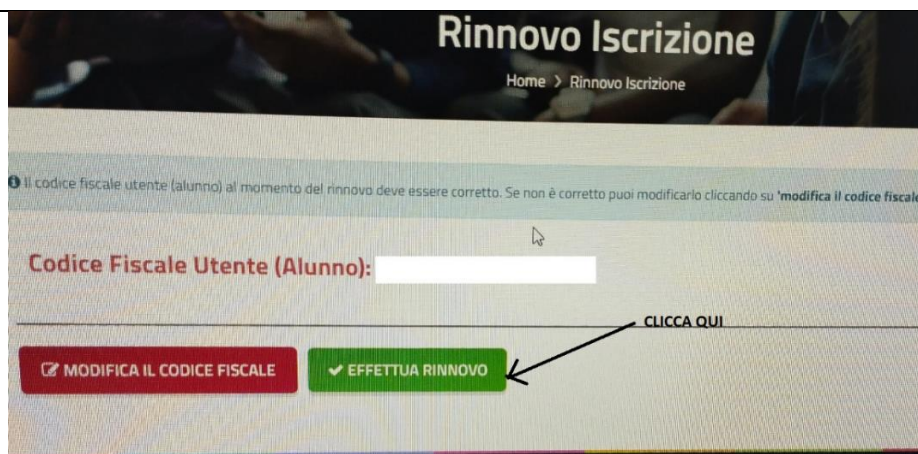 Rinnovo Iscrizione
Home > Rinnovo Iscrizione
Il codice fiscale utente (alunno) al momento del rinnovo deve essere corretto. Se non è corretto puoi modificarlo cliccando su "modifica il codice fiscale
Codice Fiscale Utente (Alunno):
CLICCA QUI
MODIFICA IL CODICE FISCALE
EFFETTUA RINNOVO